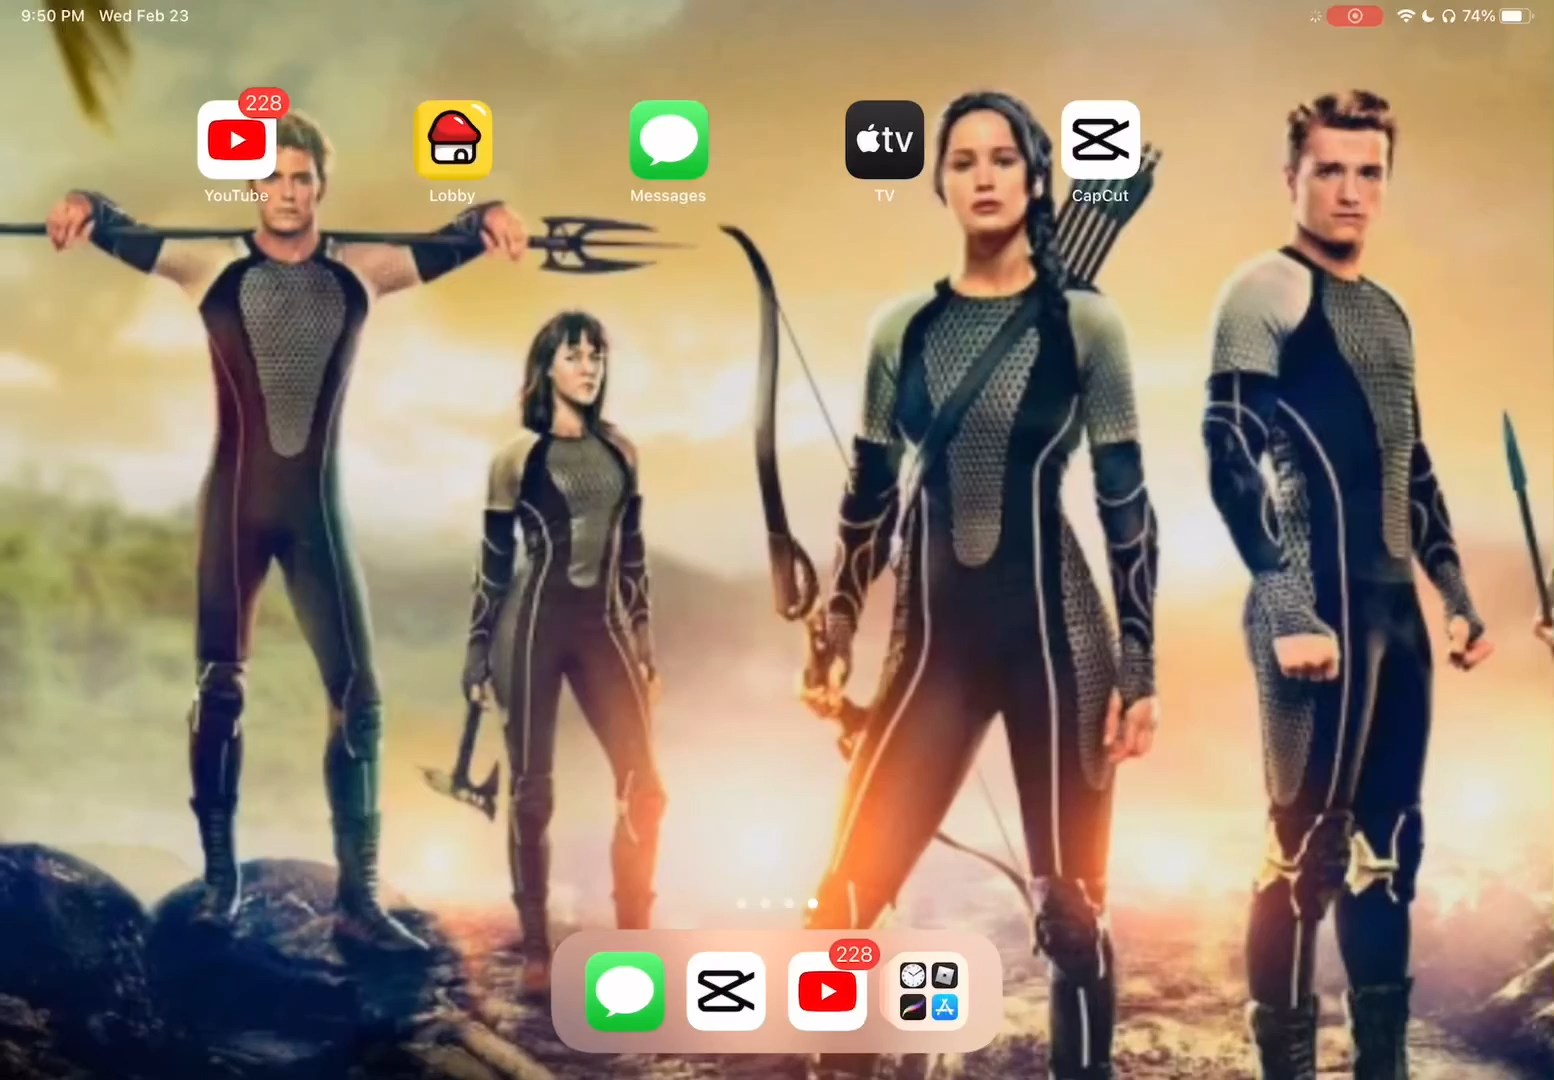 9:50 PM Wed Feb 23
74%
228
tv
YouTube
Lobby
Messages
TV
CapCut
228